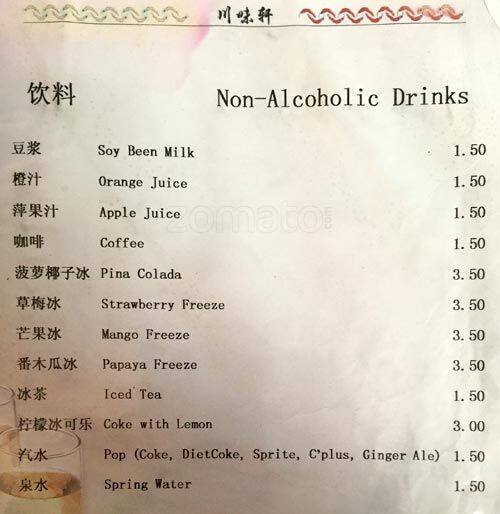 川味轩
饮料 Non-Alcoholic Drinks
豆浆 Soy Been Milk 1.50
橙汁 Orange Juice 1.50
萍果汁 Apple Juice 1.50
zomato
咖啡 Coffee 1.50
菠萝椰子冰 Pina Colada 3.50
草梅冰 Strawberry Freeze 3.50
芒果冰 Mango Freeze 3.50
番木瓜冰 Papaya Freeze 3.50
冰茶 Iced Tea 1.50
柠檬冰可乐 Coke with Lemon 3.00
汽水 Pop (Coke, DietCoke, Sprite, C'plus, Ginger Ale) 1.50
泉水 Spring Water 1.50